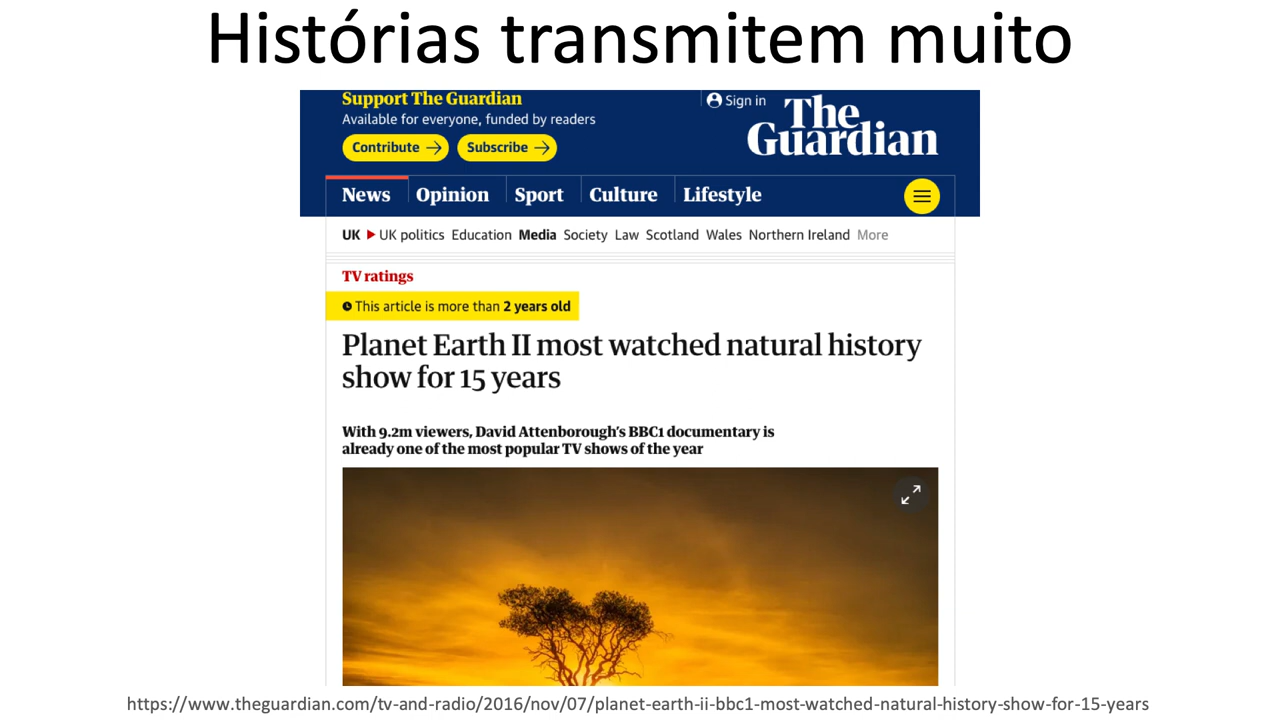 Histórias transmitem muito
Support The Guardian
Available for everyone, funded by readers
Contribute
Subscribe
Sign in
The
Guardian
News Opinion Sport Culture Lifestyle
UK UK politics Education Media Society Law Scotland Wales Northern Ireland More
TV ratings
This article is more than 2 years old
Planet Earth II most watched natural history
show for 15 years
With 9.2m viewers, David Attenborough's BBC1 documentary is
already one of the most popular TV shows of the year
https://www.theguardian.com/tv-and-radio/2016/nov/07/planet-earth-ii-bbc1-most-watched-natural-history-show-for-15-years